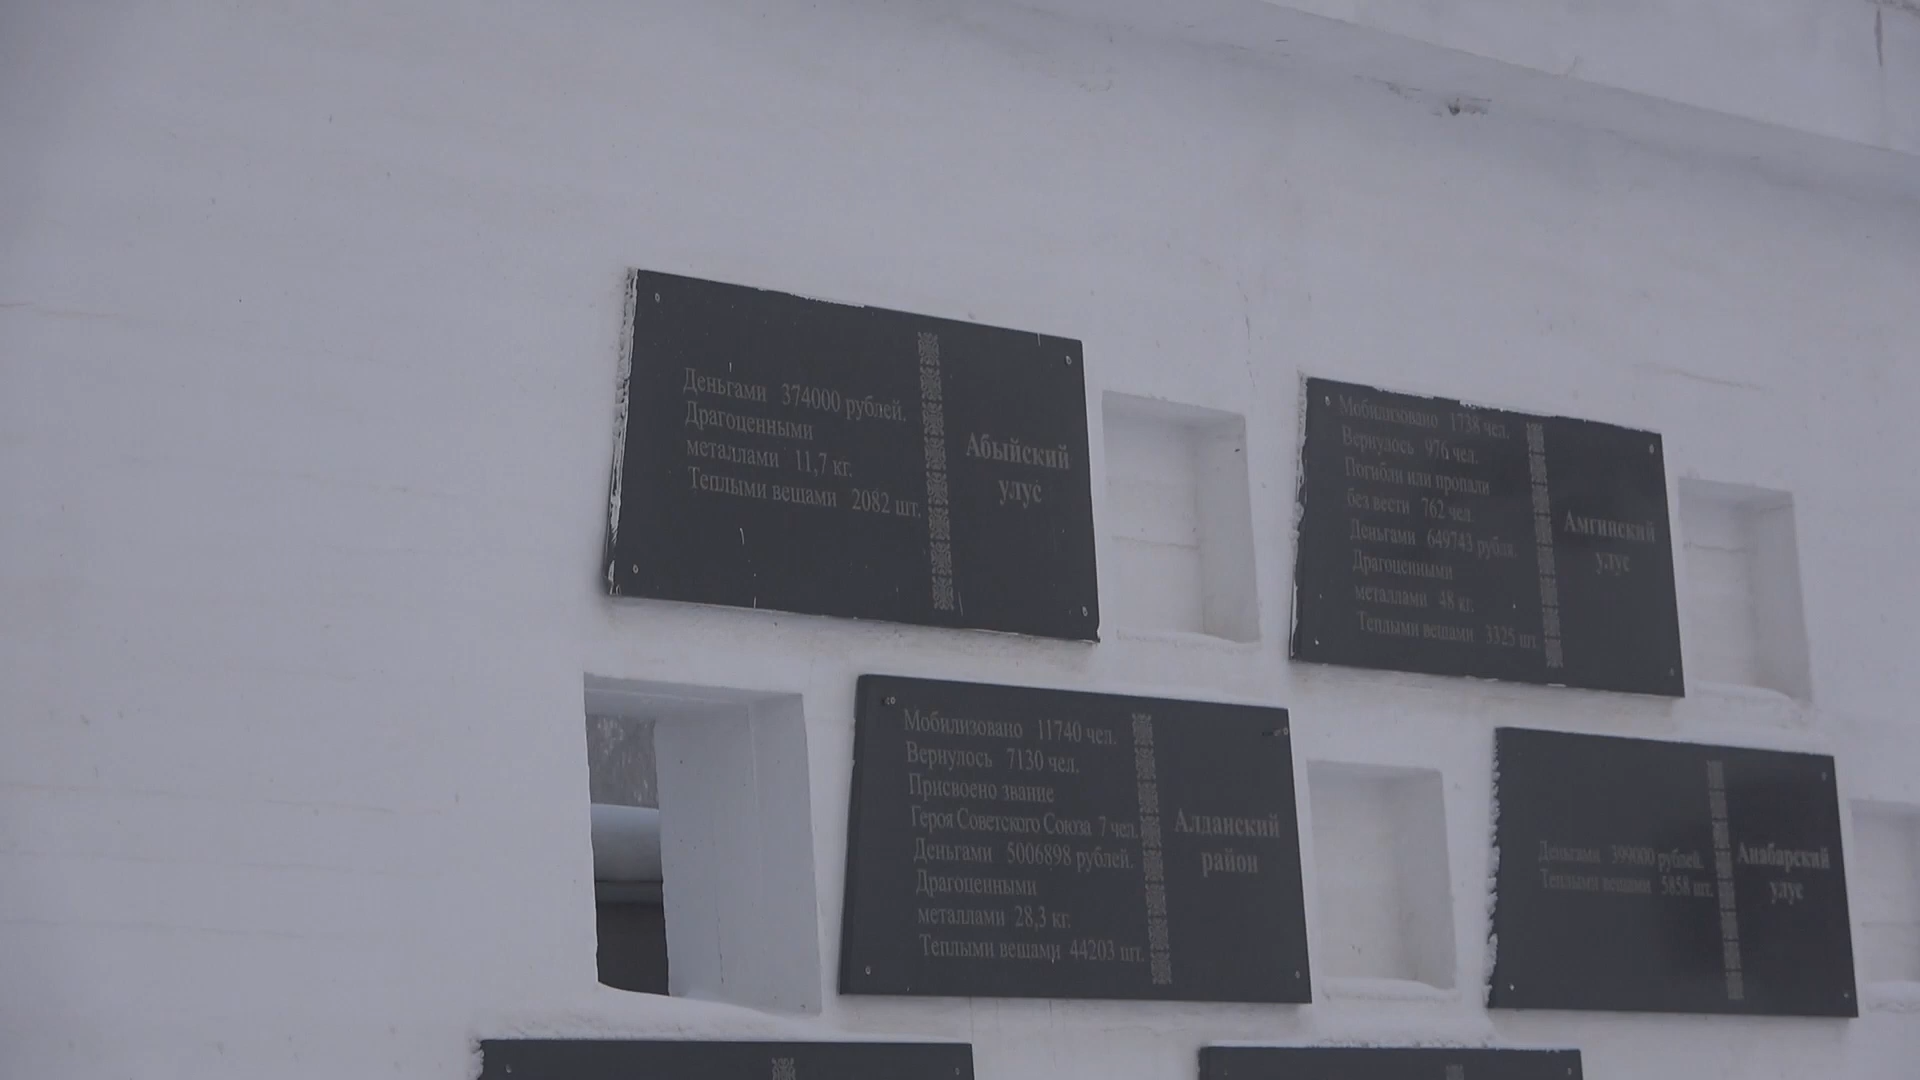 Деньгами 374000 рублей.
Драгоценными
металлами 11,7 кг.
Теплыми вещами 2082 шт.
Абыйский
улус
Мобилизовано 1738 чел.
Вернулось 976 чел.
Погибли или пропали
без вести 762 чел.
Деньгами 649743 рубля.
Драгоценными
металлами 48 кг.
Теплыми вещами 3325 шт.
Амгинский
улус
Мобилизовано 11740 чел.
Вернулось 7130 чел.
Присвоено звание
Героя Советского Союза 7 чел.
Деньгами 5006898 рублей.
Драгоценными
металлами 28,3 кг.
Теплыми вещами 44203 шт.
Алданский
район
Деньгами 399000 рублей.
Теплыми вещами 5858 шт.
Анабарский
улус